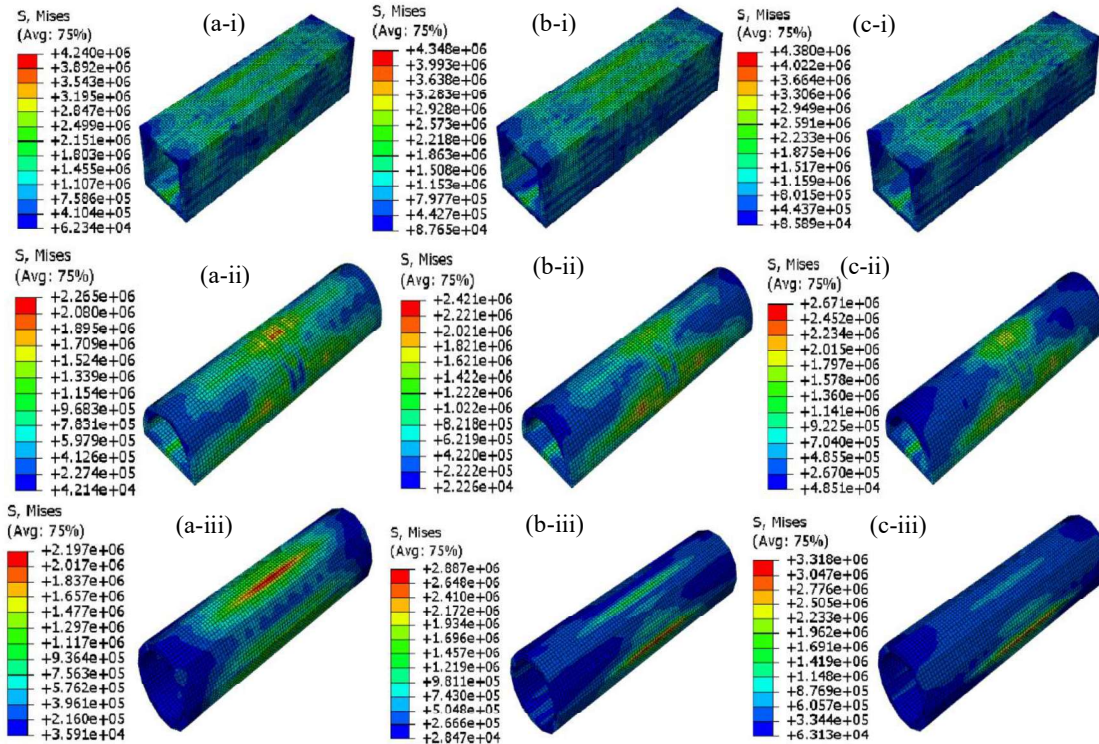 (a-i)
S, Mises
(Avg: 75%)
+4.240e+06
+3.892e+06
+3.543e+06
+3.195e+06
+2.847e+06
+2.499e+06
+2.151e+06
+1.803e+06
+1.455e+06
+1.107e+06
+7.586e+05
+4.104e+05
+6.234e+04
(b-i)
S, Mises
(Avg: 75%)
+4.348e+06
+3.993e+06
+3.638e+06
+3.283e+06
+2.928e+06
+2.573e+06
+2.218e+06
+1.863e+06
+1.508e+06
+1.153e+06
+7.977e+05
+4.427e+05
+8.765e+04
(c-i)
S, Mises
(Avg: 75%)
+4.380e+06
+4.022e+06
+3.664e+06
+3.306e+06
+2.949e+06
+2.591e+06
+2.233e+06
+1.875e+06
+1.517e+06
+1.159e+06
+8.015e+05
+4.437e+05
+8.589e+04
(a-ii)
S, Mises
(Avg: 75%)
+2.265e+06
+2.080e+06
+1.895e+06
+1.709e+06
+1.524e+06
+1.339e+06
+1.154e+06
+9.683e+05
+7.831e+05
+5.979e+05
+4.126e+05
+2.274e+05
+4.214e+04
(b-ii)
S, Mises
(Avg: 75%)
+2.421e+06
+2.221e+06
+2.021e+06
+1.821e+06
+1.621e+06
+1.422e+06
+1.222e+06
+1.022e+06
+8.218e+05
+6.219e+05
+4.220e+05
+2.222e+05
+2.226e+04
(c-ii)
S, Mises
(Avg: 75%)
+2.671e+06
+2.452e+06
+2.234e+06
+2.015e+06
+1.797e+06
+1.578e+06
+1.360e+06
+1.141e+06
+9.225e+05
+7.040e+05
+4.855e+05
+2.670e+05
+4.851e+04
(a-iii)
S, Mises
(Avg: 75%)
+2.197e+06
+2.017e+06
+1.837e+06
+1.657e+06
+1.477e+06
+1.297e+06
+1.117e+06
+9.364e+05
+7.563e+05
+5.762e+05
+3.961e+05
+2.160e+05
+3.591e+04
(b-iii)
S, Mises
(Avg: 75%)
+2.887e+06
+2.648e+06
+2.410e+06
+2.172e+06
+1.934e+06
+1.696e+06
+1.457e+06
+1.219e+06
+9.811e+05
+7.430e+05
+5.048e+05
+2.666e+05
+2.847e+04
(c-iii)
S, Mises
(Avg: 75%)
+3.318e+06
+3.047e+06
+2.776e+06
+2.505e+06
+2.233e+06
+1.962e+06
+1.691e+06
+1.419e+06
+1.148e+06
+8.769e+05
+6.057e+05
+3.344e+05
+6.313e+04